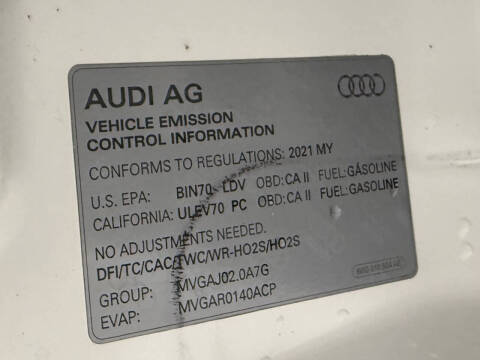 AUDI AG
VEHICLE EMISSION
CONTROL INFORMATION
CONFORMS TO REGULATIONS: 2021 MY
U.S. EPA: BIN70 LDV OBD:CA II FUEL:GASOLINE
CALIFORNIA: ULEV70 PC OBD:CA II FUEL:GASOLINE
NO ADJUSTMENTS NEEDED.
DFI/TC/CAC/TWC/WR-HO2S/HO2S
GROUP: MVGAJ02.0A7G
EVAP: MVGAR0140ACP